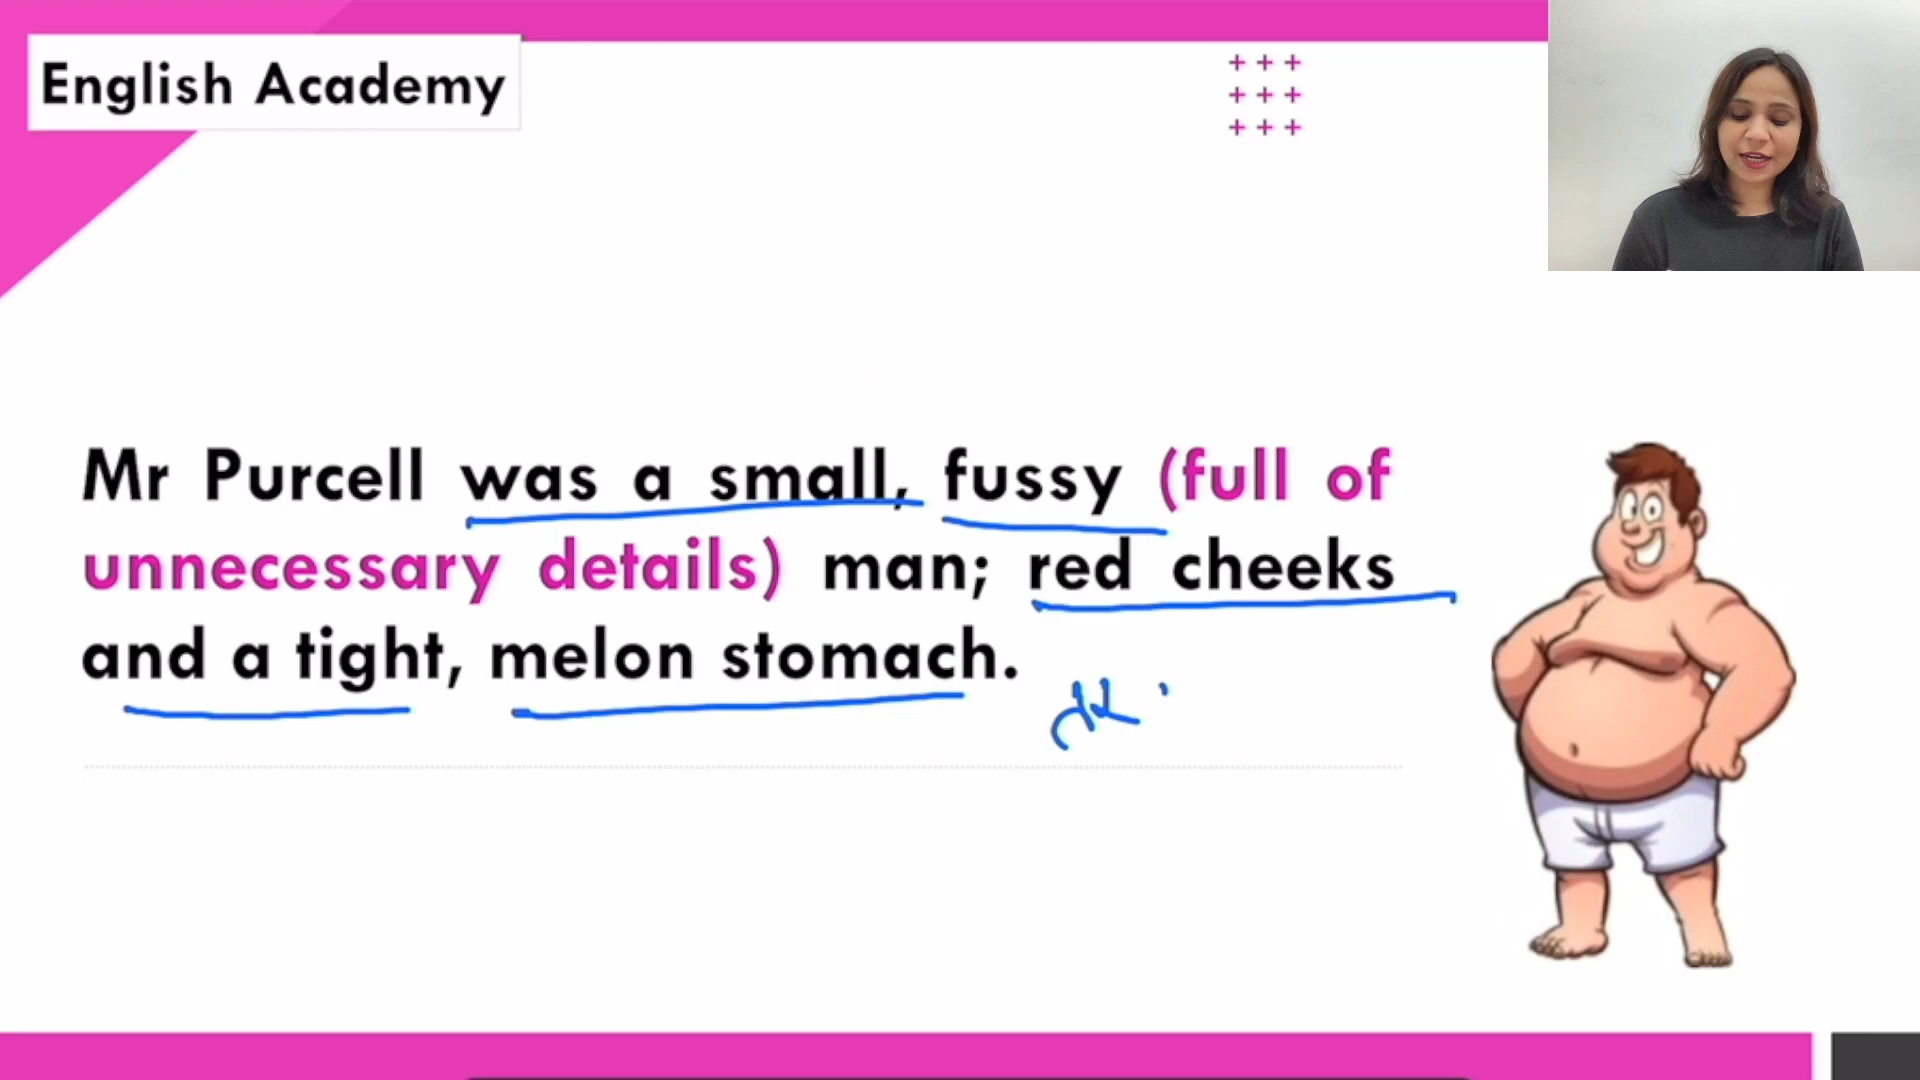 English Academy
Mr Purcell was a small, fussy (full of
unnecessary details) man; red cheeks
and a tight, melon stomach.